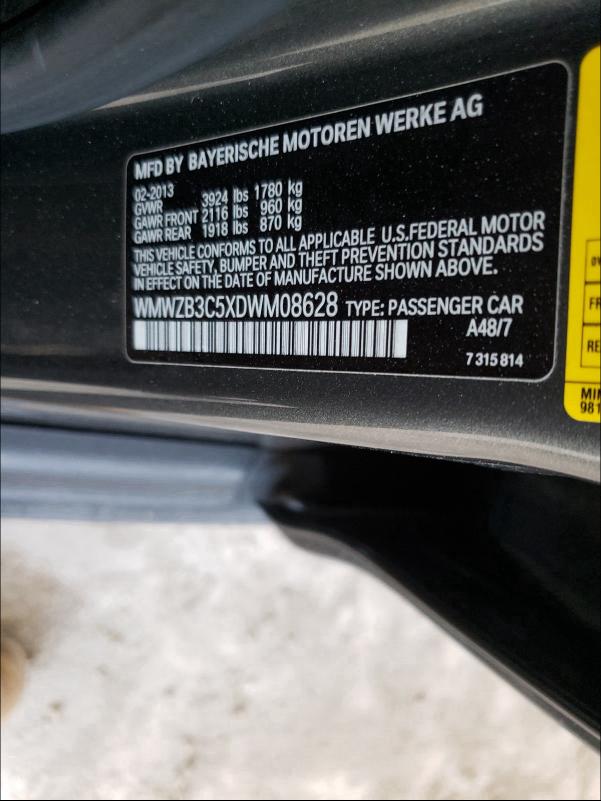 MFD BY BAYERISCHE MOTOREN WERKE AG
02-2013
GVWR 3924 lbs 1780 kg
GAWR FRONT 2116 lbs 960 kg
GAWR REAR 1918 lbs 870 kg
THIS VEHICLE CONFORMS TO ALL APPLICABLE U.S.FEDERAL MOTOR
VEHICLE SAFETY, BUMPER AND THEFT PREVENTION STANDARDS
IN EFFECT ON THE DATE OF MANUFACTURE SHOWN ABOVE.
WMWZB3C5XDWM08628 TYPE: PASSENGER CAR
A48/7
7 315 814
RE
MIN
981